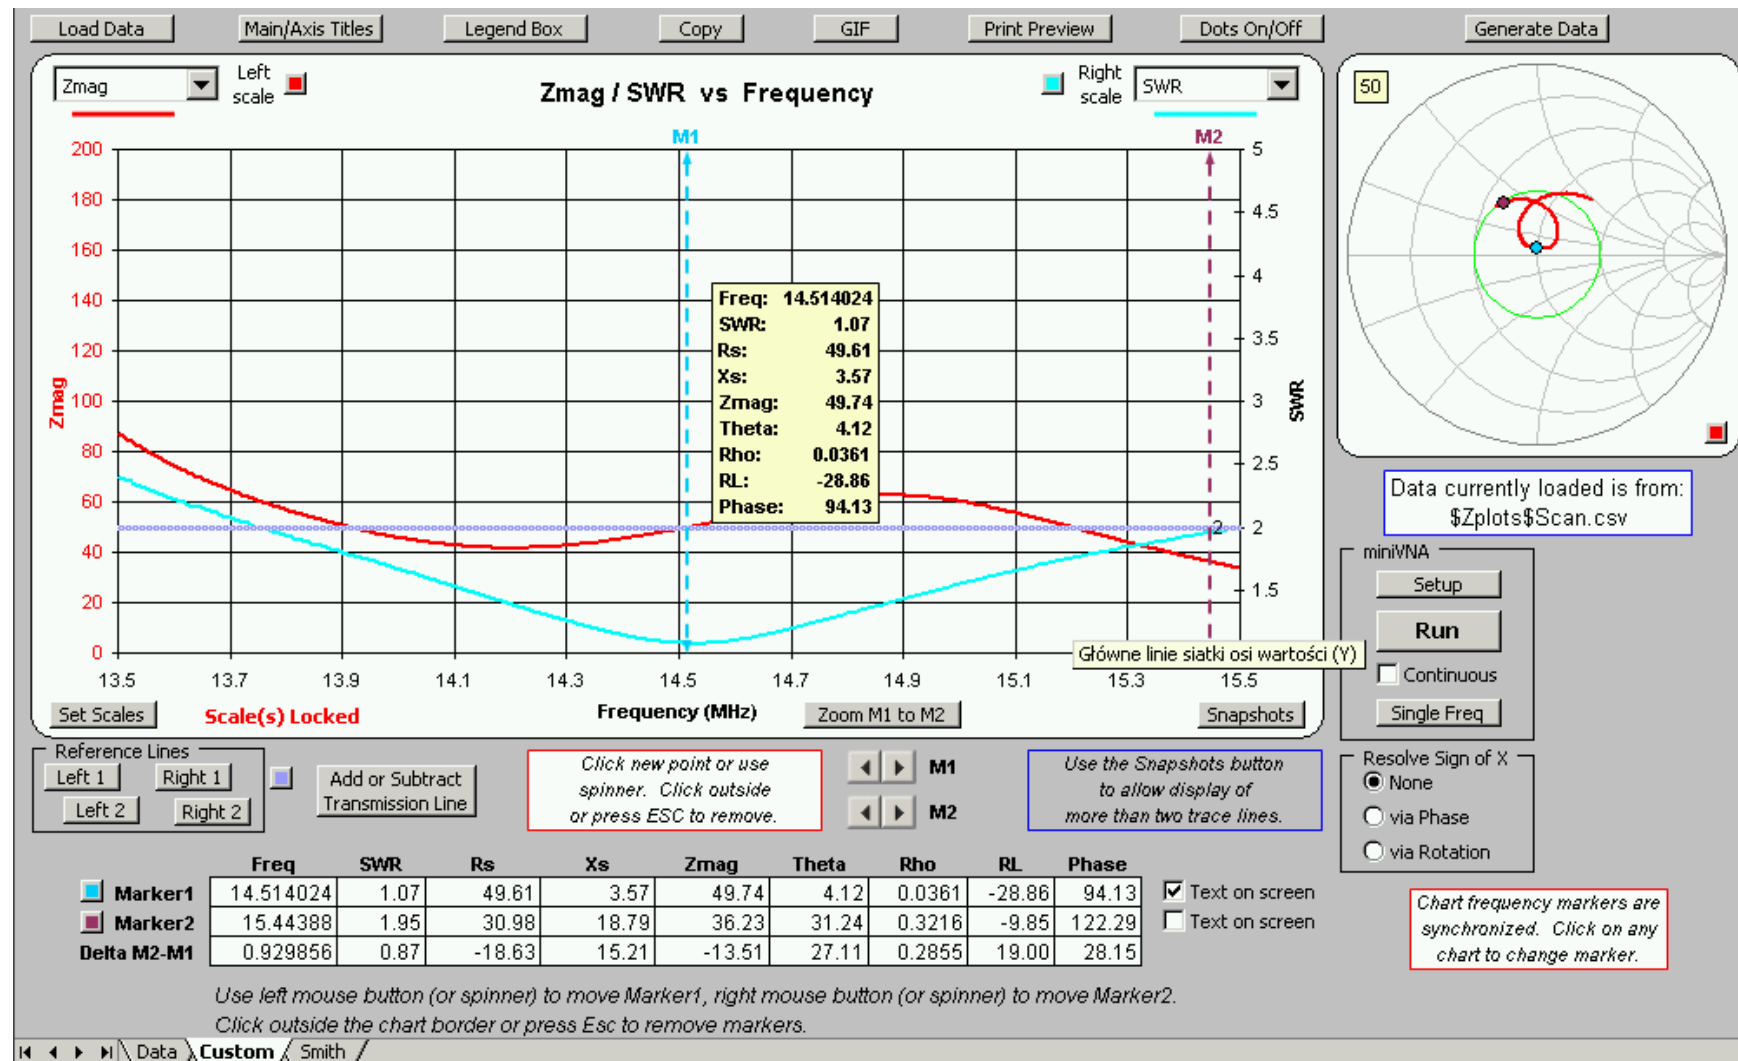 Load Data
Main/Axis Titles
Legend Box
Copy
GIF
Print Preview
Dots On/Off
Generate Data
Zmag
Left
scale
Zmag / SWR vs Frequency
Right
scale
SWR
50
M1
M2
200
180
160
140
120
100
80
60
40
20
0
Zmag
5
4.5
4
3.5
3
2.5
2
1.5
SWR
2
Freq: 14.514024
SWR: 1.07
Rs: 49.61
Xs: 3.57
Zmag: 49.74
Theta: 4.12
Rho: 0.0361
RL: -28.86
Phase: 94.13
Główne linie siatki osi wartości (Y)
13.5 13.7 13.9 14.1 14.3 14.5 14.7 14.9 15.1 15.3 15.5
Set Scales
Scale(s) Locked
Frequency (MHz)
Zoom M1 to M2
Snapshots
Data currently loaded is from:
$Zplots$Scan.csv
miniVNA
Setup
Run
Continuous
Single Freq
Reference Lines
Left 1
Right 1
Left 2
Right 2
Add or Subtract
Transmission Line
Click new point or use
spinner. Click outside
or press ESC to remove.
M1
M2
Use the Snapshots button
to allow display of
more than two trace lines.
Resolve Sign of X
None
via Phase
via Rotation
Freq SWR Rs Xs Zmag Theta Rho RL Phase
Marker1 14.514024 1.07 49.61 3.57 49.74 4.12 0.0361 -28.86 94.13 Text on screen
Marker2 15.44388 1.95 30.98 18.79 36.23 31.24 0.3216 -9.85 122.29 Text on screen
Delta M2-M1 0.929856 0.87 -18.63 15.21 -13.51 27.11 0.2855 19.00 28.15
Chart frequency markers are
synchronized. Click on any
chart to change marker.
Use left mouse button (or spinner) to move Marker1, right mouse button (or spinner) to move Marker2.
Click outside the chart border or press Esc to remove markers.
Data Custom Smith